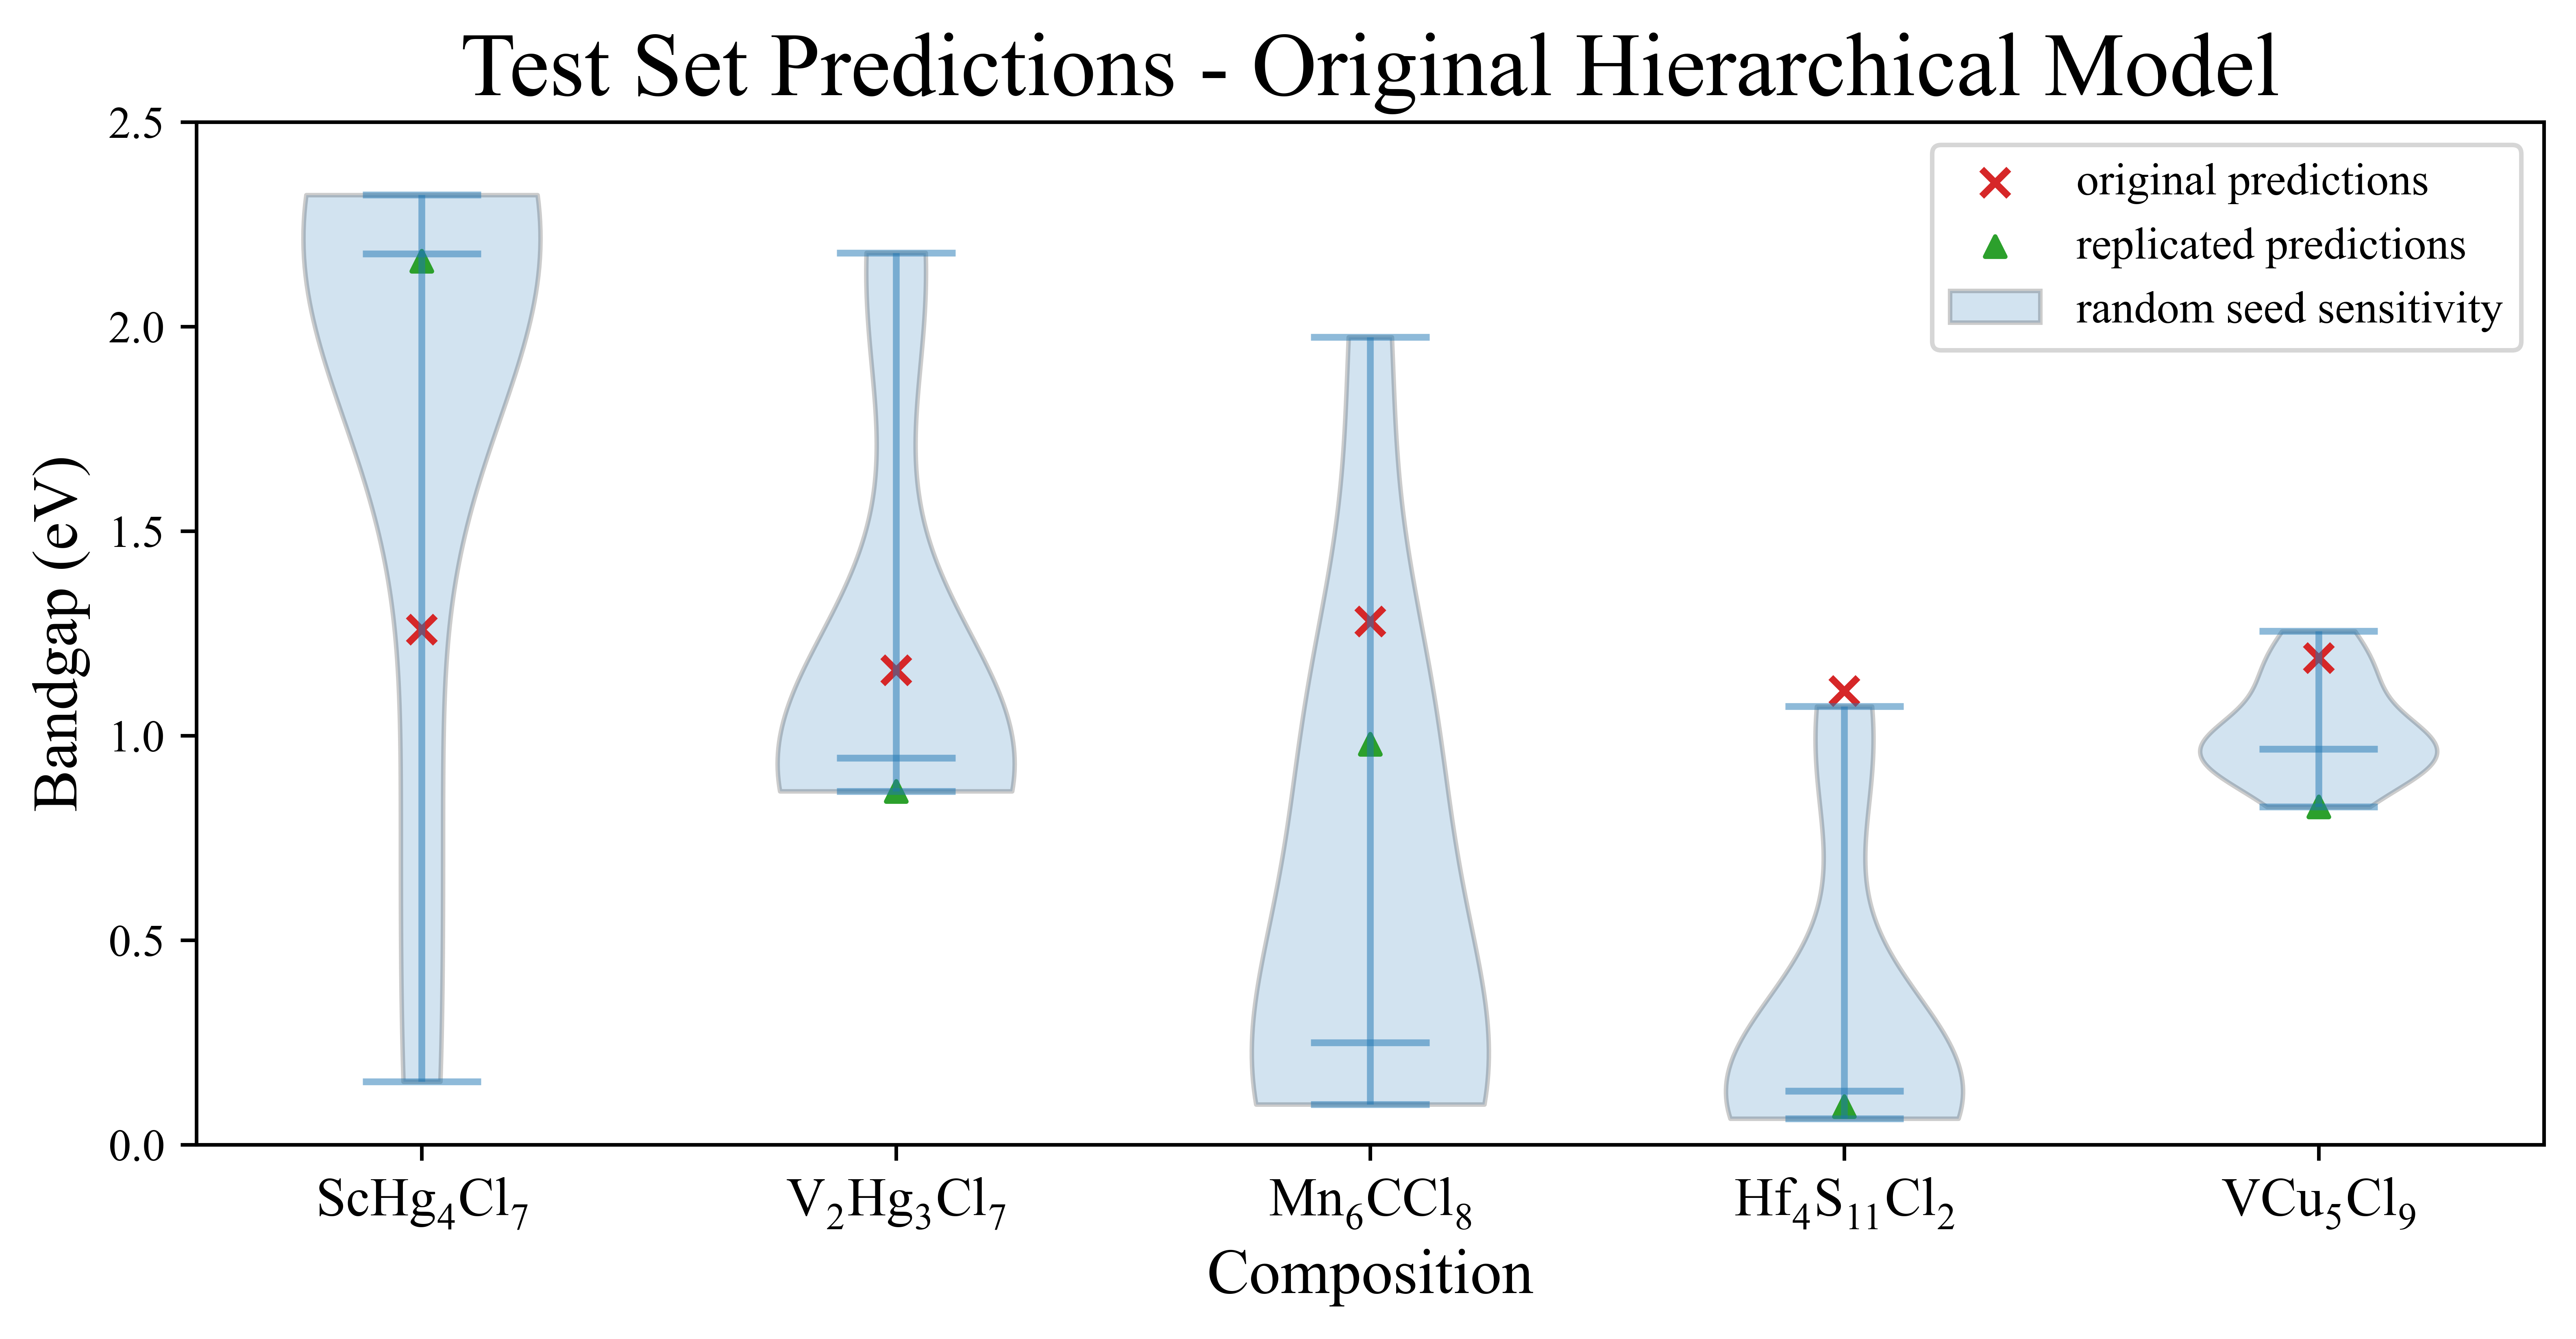 Test Set Predictions - Original Hierarchical Model
2.5
2.0
1.5
1.0
0.5
0.0
Bandgap (eV)
original predictions
replicated predictions
random seed sensitivity
ScHg₄Cl₇
V₂Hg₃Cl₇
Mn₆CCl₈
Hf₄S₁₁Cl₂
VCu₅Cl₉
Composition